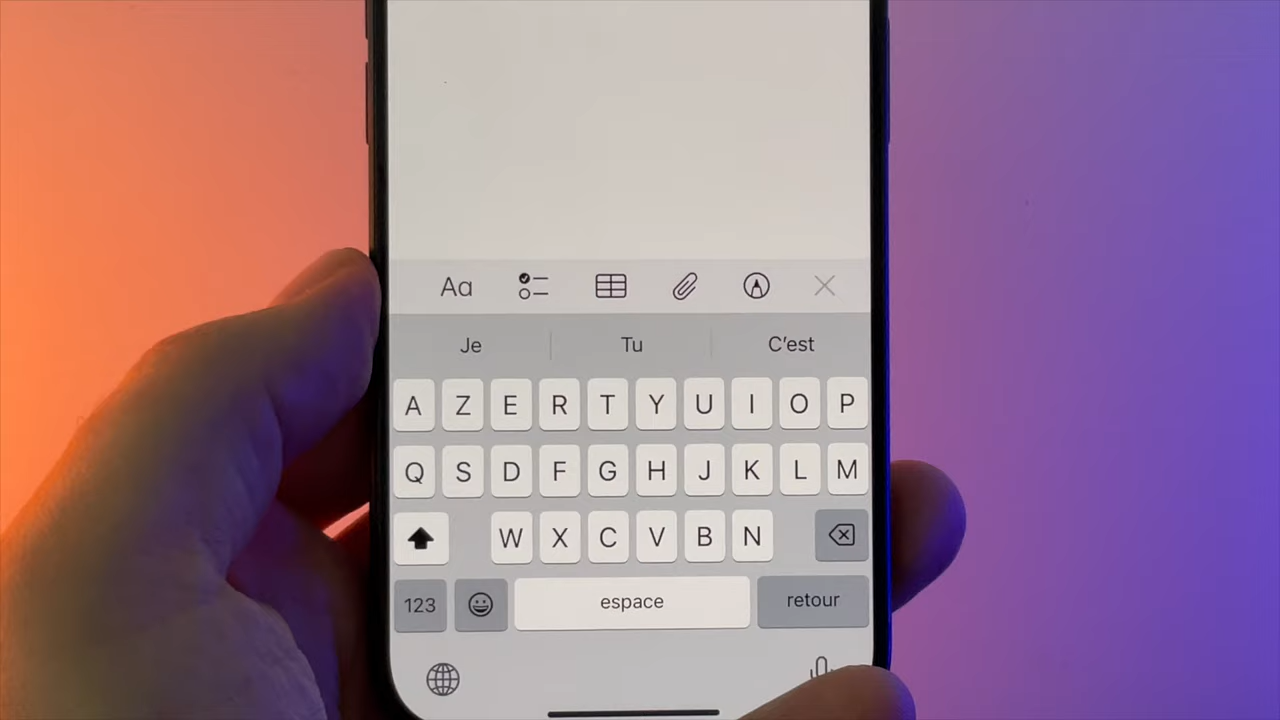 Aa
Je Tu C'est
A Z E R T Y U I O P
Q S D F G H J K L M
W X C V B N
123 espace retour